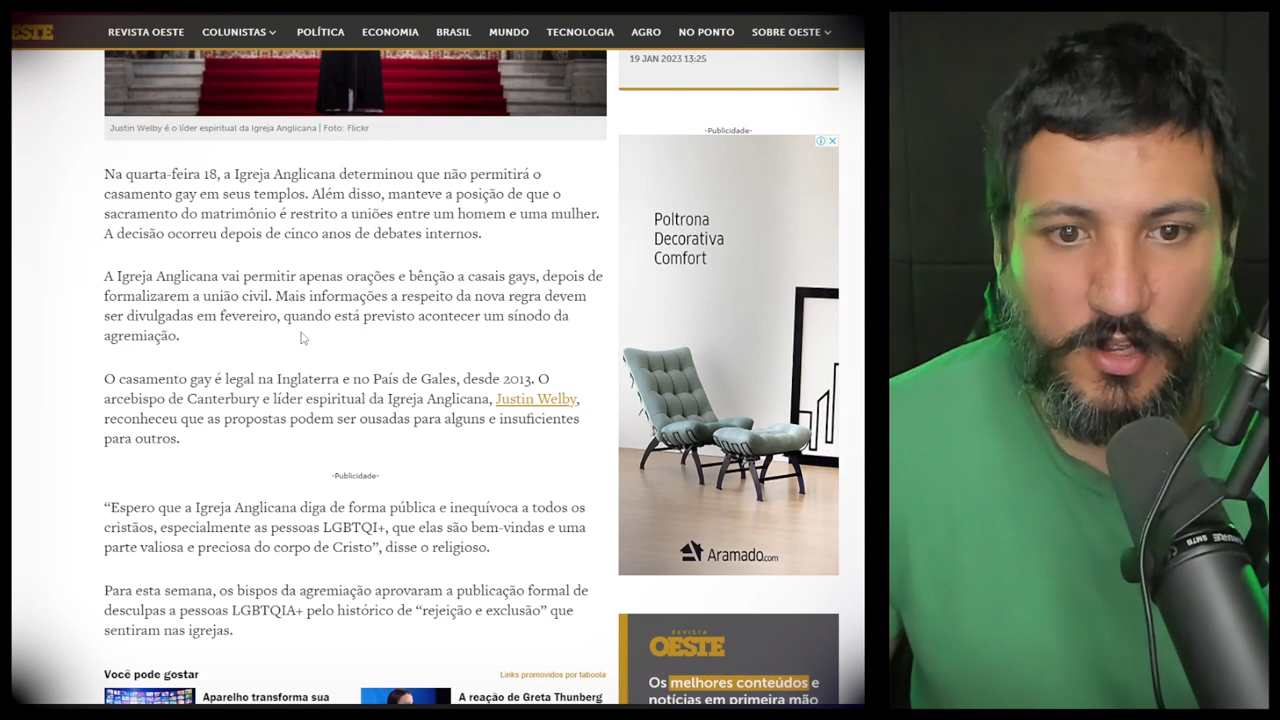 ESTE
REVISTA OESTE COLUNISTAS POLÍTICA ECONOMIA BRASIL MUNDO TECNOLOGIA AGRO NO PONTO SOBRE OESTE
19 JAN 2023 13:25
Justin Welby é o líder espiritual da Igreja Anglicana | Foto: Flickr
Na quarta-feira 18, a Igreja Anglicana determinou que não permitirá o
casamento gay em seus templos. Além disso, manteve a posição de que o
sacramento do matrimônio é restrito a uniões entre um homem e uma mulher.
A decisão ocorreu depois de cinco anos de debates internos.
A Igreja Anglicana vai permitir apenas orações e bênção a casais gays, depois de
formalizarem a união civil. Mais informações a respeito da nova regra devem
ser divulgadas em fevereiro, quando está previsto acontecer um sínodo da
agremiação.
O casamento gay é legal na Inglaterra e no País de Gales, desde 2013. O
arcebispo de Canterbury e líder espiritual da Igreja Anglicana, Justin Welby,
reconheceu que as propostas podem ser ousadas para alguns e insuficientes
para outros.
-Publicidade-
“Espero que a Igreja Anglicana diga de forma pública e inequívoca a todos os
cristãos, especialmente as pessoas LGBTQI+, que elas são bem-vindas e uma
parte valiosa e preciosa do corpo de Cristo”, disse o religioso.
Para esta semana, os bispos da agremiação aprovaram a publicação formal de
desculpas a pessoas LGBTQIA+ pelo histórico de “rejeição e exclusão” que
sentiram nas igrejas.
Você pode gostar
Links promovidos por taboola
Aparelho transforma sua
A reação de Greta Thunberg
-Publicidade-
Poltrona
Decorativa
Comfort
Aramado.com
REVISTA
OESTE
Os melhores conteúdos e
notícias em primeira mão
SHURE SM7B